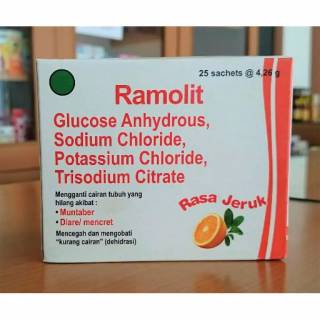 25 sachets @ 4,26 g
Ramolit
Glucose Anhydrous,
Sodium Chloride,
Potassium Chloride,
Trisodium Citrate
Mengganti cairan tubuh yang
hilang akibat :
• Muntaber
• Diare/ mencret
Mencegah dan mengobati
"kurang cairan" (dehidrasi)
Rasa Jeruk